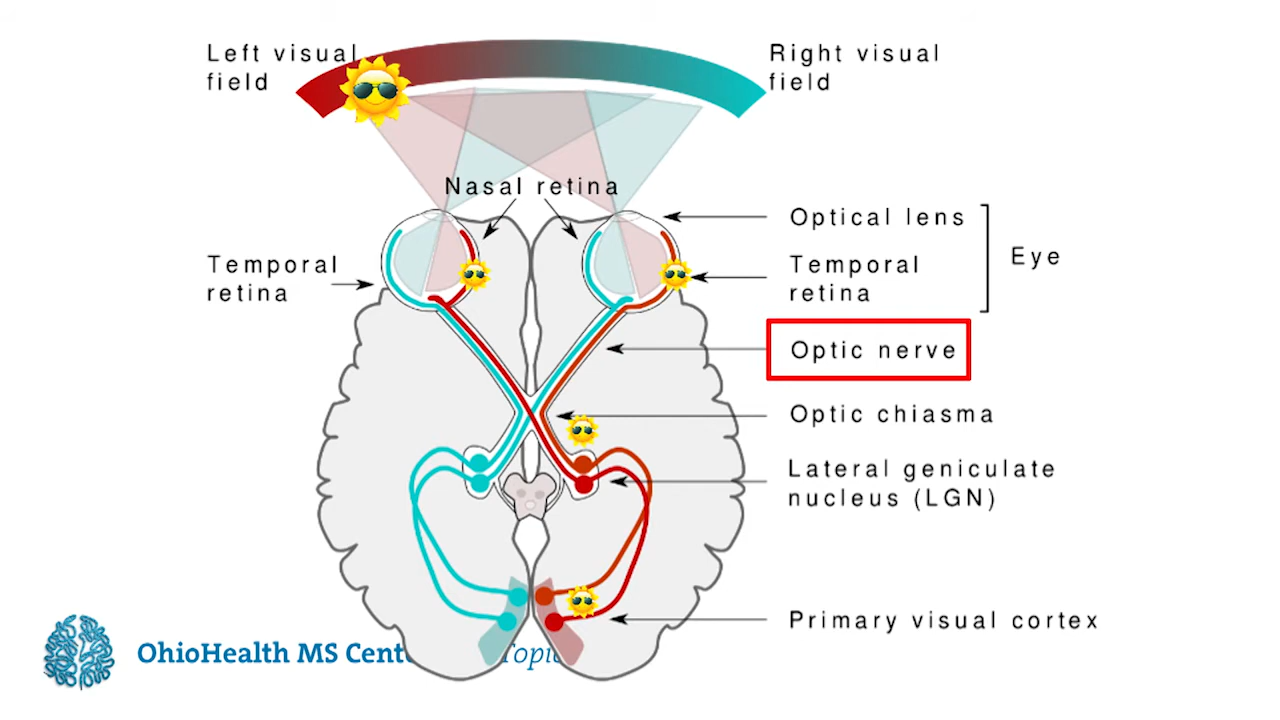 Left visual
field
Right visual
field
Nasal retina
Optical lens
Eye
Temporal
retina
Temporal
retina
Optic nerve
Optic chiasma
Lateral geniculate
nucleus (LGN)
Primary visual cortex
OhioHealth MS